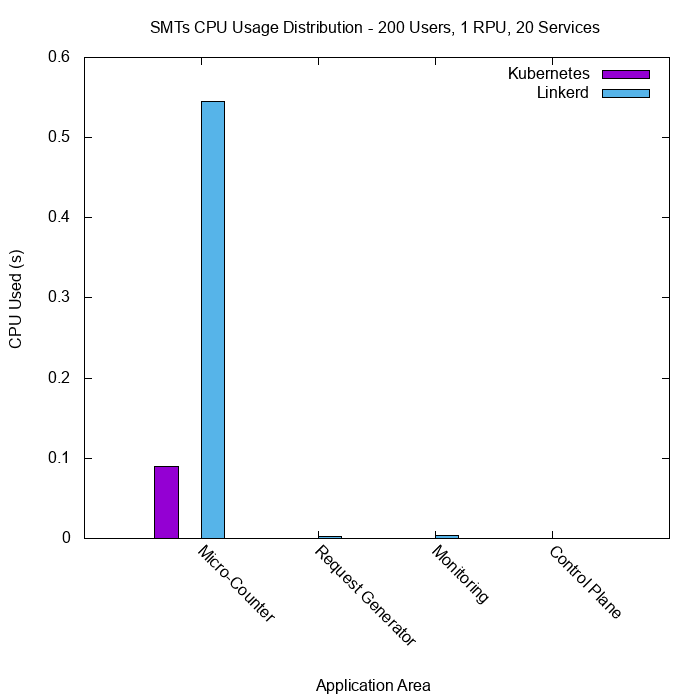 SMTs CPU Usage Distribution - 200 Users, 1 RPU, 20 Services
Kubernetes
Linkerd
0.6
0.5
0.4
0.3
0.2
0.1
0
CPU Used (s)
Micro-Counter
Request Generator
Monitoring
Control Plane
Application Area